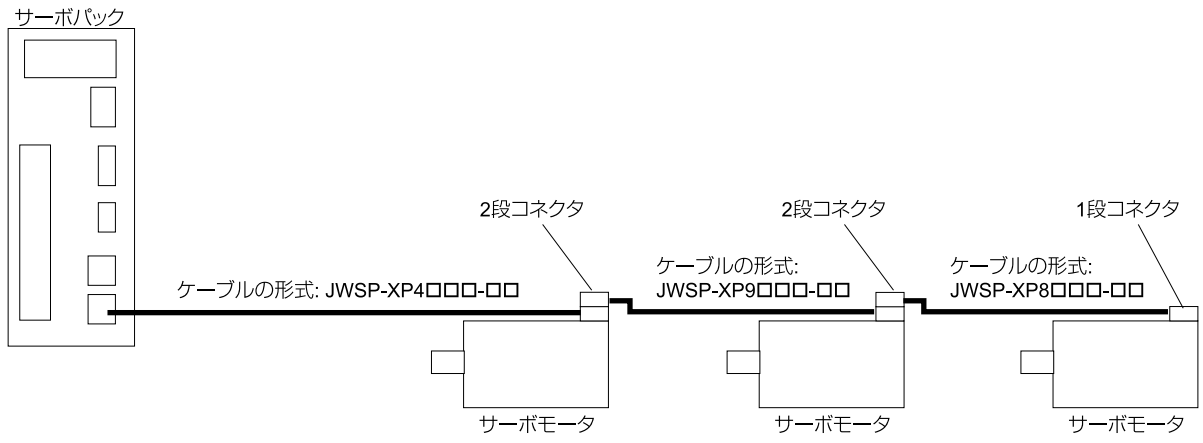 サーボパック
2段コネクタ
2段コネクタ
1段コネクタ
ケーブルの形式: JWSP-XP4□□□-□□
ケーブルの形式:
JWSP-XP9□□□-□□
ケーブルの形式:
JWSP-XP8□□□-□□
サーボモータ
サーボモータ
サーボモータ